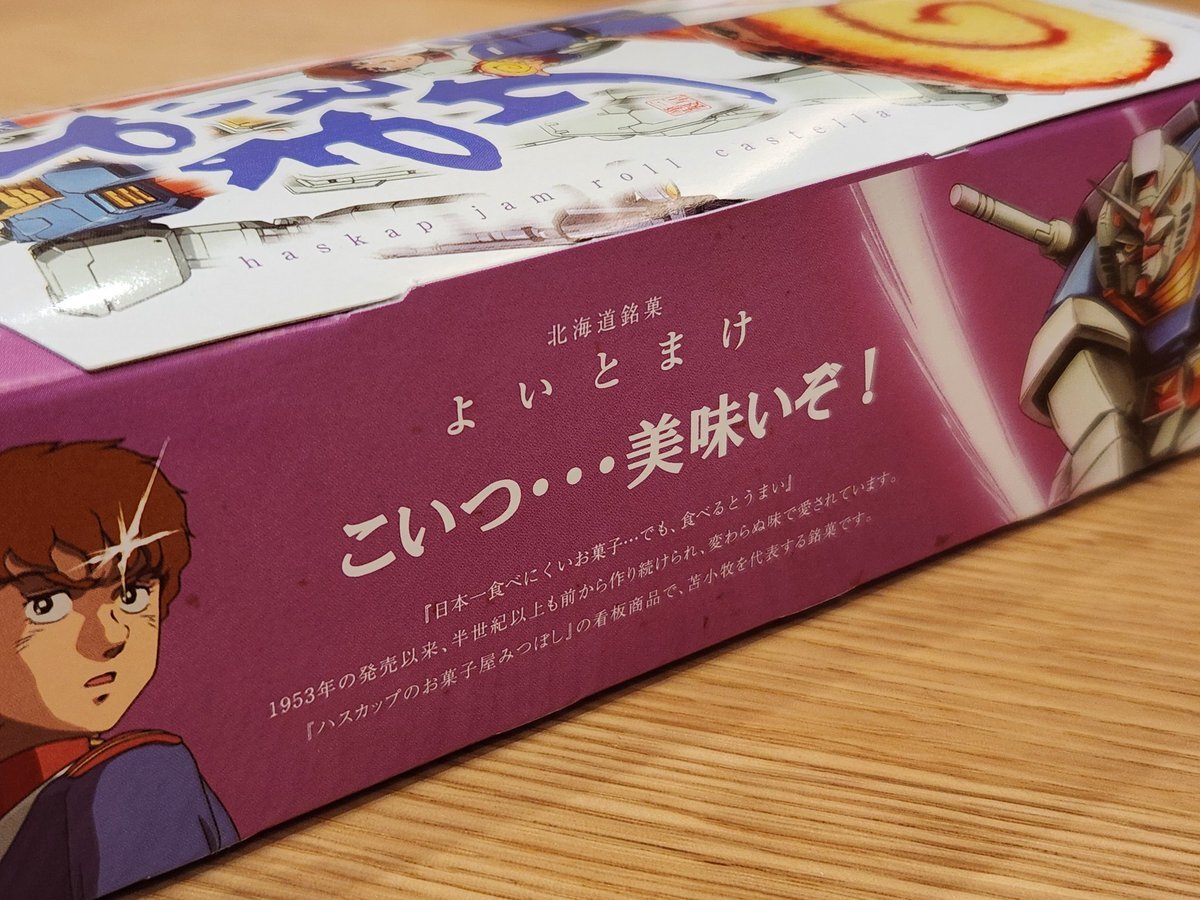 haskap jam roll castella
北海道銘菓
よいとまけ
こいつ・・・美味いぞ！
『日本一食べにくいお菓子…でも、食べるとうまい』
1953年の発売以来、半世紀以上も前から作り続けられ、変わらぬ味で愛されています。
『ハスカップのお菓子屋みつぼし』の看板商品で、苫小牧を代表する銘菓です。